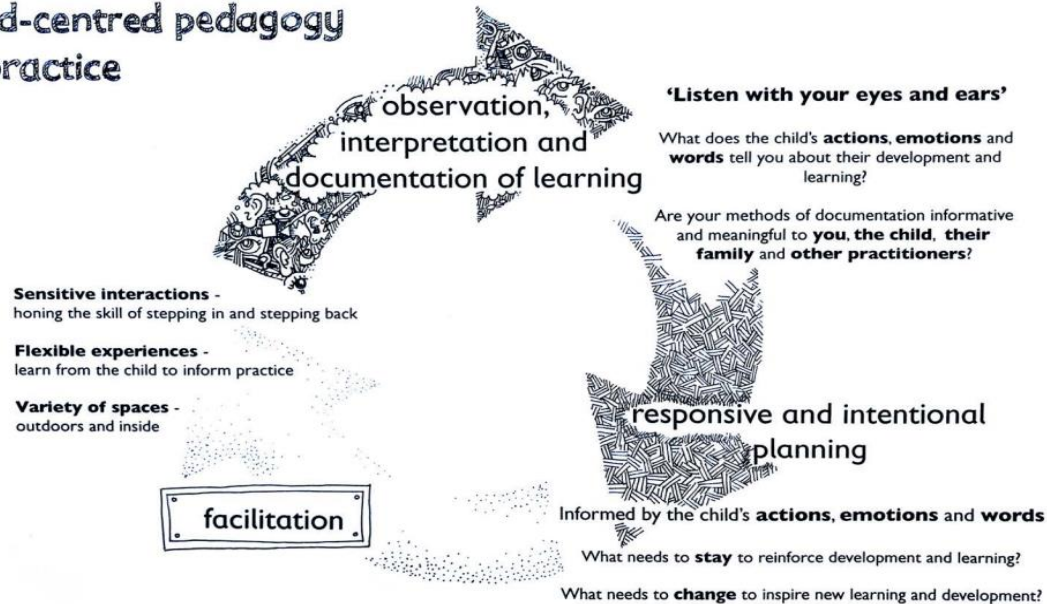 d-centred pedagogy
ractice
observation,
interpretation and
documentation of learning
‘Listen with your eyes and ears’
What does the child’s actions, emotions and
words tell you about their development and
learning?
Are your methods of documentation informative
and meaningful to you, the child, their
family and other practitioners?
Sensitive interactions -
honing the skill of stepping in and stepping back
Flexible experiences -
learn from the child to inform practice
Variety of spaces -
outdoors and inside
responsive and intentional
planning
facilitation
Informed by the child’s actions, emotions and words
What needs to stay to reinforce development and learning?
What needs to change to inspire new learning and development?